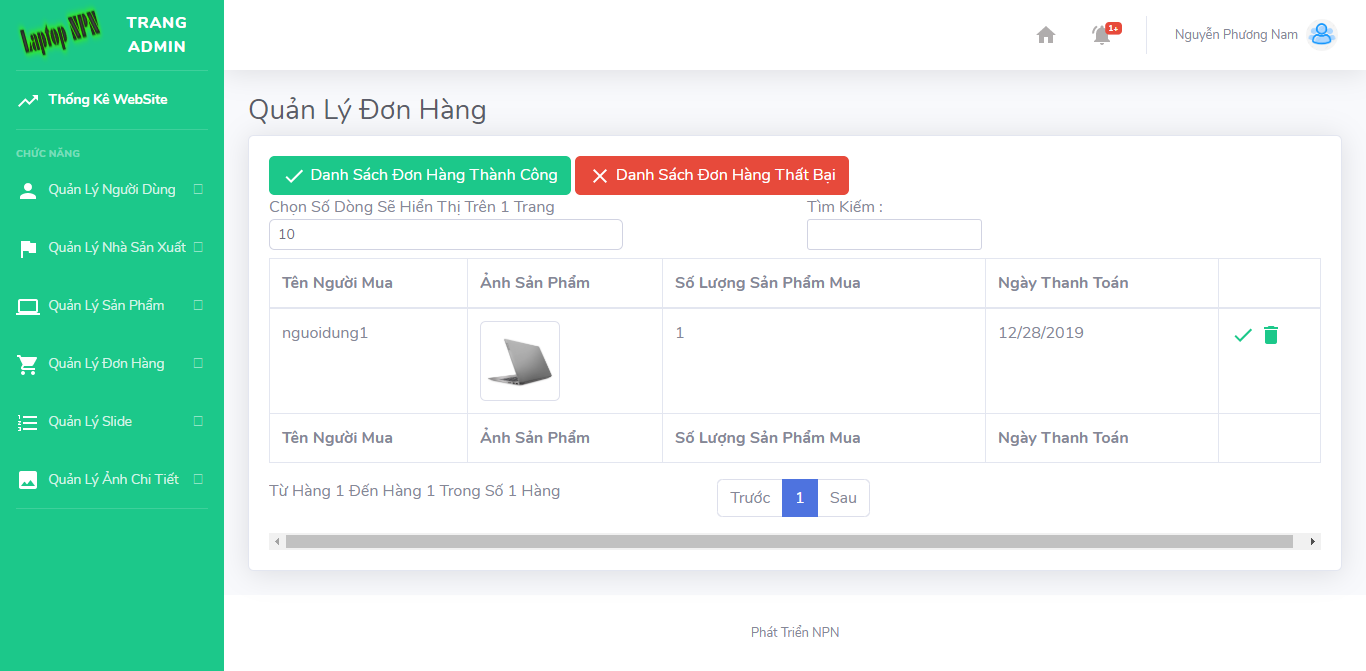 Laptop NPN
TRANG
ADMIN
Thống Kê WebSite
CHỨC NĂNG
Quản Lý Người Dùng
Quản Lý Nhà Sản Xuất
Quản Lý Sản Phẩm
Quản Lý Đơn Hàng
Quản Lý Slide
Quản Lý Ảnh Chi Tiết
1+
Nguyễn Phương Nam
Quản Lý Đơn Hàng
Danh Sách Đơn Hàng Thành Công
Danh Sách Đơn Hàng Thất Bại
Chọn Số Dòng Sẽ Hiển Thị Trên 1 Trang
Tìm Kiếm :
10
Tên Người Mua Ảnh Sản Phẩm Số Lượng Sản Phẩm Mua Ngày Thanh Toán
nguoidung1 1 12/28/2019
Tên Người Mua Ảnh Sản Phẩm Số Lượng Sản Phẩm Mua Ngày Thanh Toán
Từ Hàng 1 Đến Hàng 1 Trong Số 1 Hàng
Trước 1 Sau
Phát Triển NPN